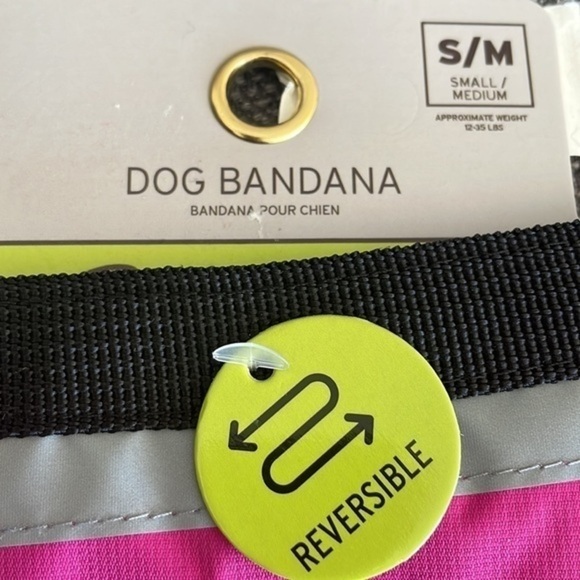 S/M
SMALL /
MEDIUM
APPROXIMATE WEIGHT
12-35 LBS
DOG BANDANA
BANDANA POUR CHIEN
REVERSIBLE